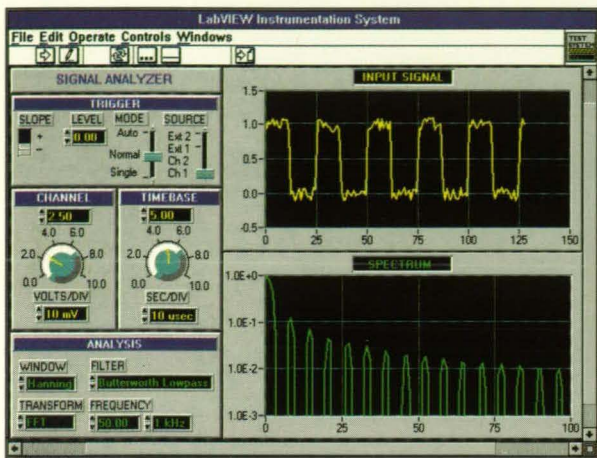 LabVIEW Instrumentation System
File Edit Operate Controls Windows
TEST
SIGNAL ANALYZER
TRIGGER
SLOPE LEVEL MODE SOURCE
+
−
0.00
Auto
Normal
Single
Ext 2
Ext 1
Ch 2
Ch 1
CHANNEL
2.50
4.0 6.0
2.0 8.0
0.0 10.0
VOLTS/DIV
10 mV
TIMEBASE
5.00
4.0 6.0
2.0 8.0
0.0 10.0
SEC/DIV
10 usec
ANALYSIS
WINDOW FILTER
Hanning Butterworth Lowpass
TRANSFORM FREQUENCY
FFT 50.00 1 kHz
INPUT SIGNAL
1.5
1.0
0.5
0.0
-0.5
0 25 50 75 100 125 150
SPECTRUM
1.0E+0
1.0E-1
1.0E-2
1.0E-3
0 25 50 75 100